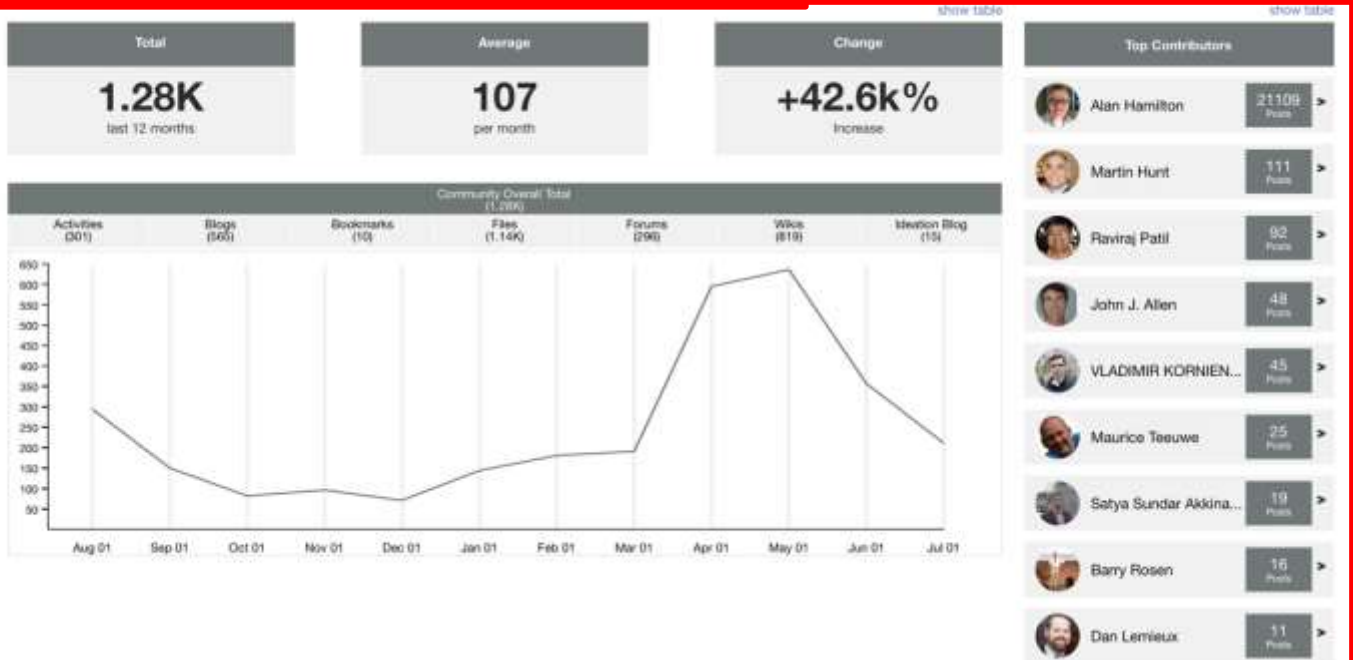 show table
show table
Total
1.28K
last 12 months
Average
107
per month
Change
+42.6k%
Increase
Community Overall Total
(1.28K)
Activities
(301)
Blogs
(565)
Bookmarks
(10)
Files
(1.14K)
Forums
(296)
Wikis
(819)
Ideation Blog
(15)
650
600
550
500
450
400
350
300
250
200
150
100
50
Aug 01 Sep 01 Oct 01 Nov 01 Dec 01 Jan 01 Feb 01 Mar 01 Apr 01 May 01 Jun 01 Jul 01
Top Contributors
Alan Hamilton
21109
Posts
>
Martin Hunt
111
Posts
>
Raviraj Patil
92
Posts
>
John J. Allen
48
Posts
>
VLADIMIR KORNIEN...
45
Posts
>
Maurice Teeuwe
25
Posts
>
Satya Sundar Akkina...
19
Posts
>
Barry Rosen
16
Posts
>
Dan Lemieux
11
Posts
>